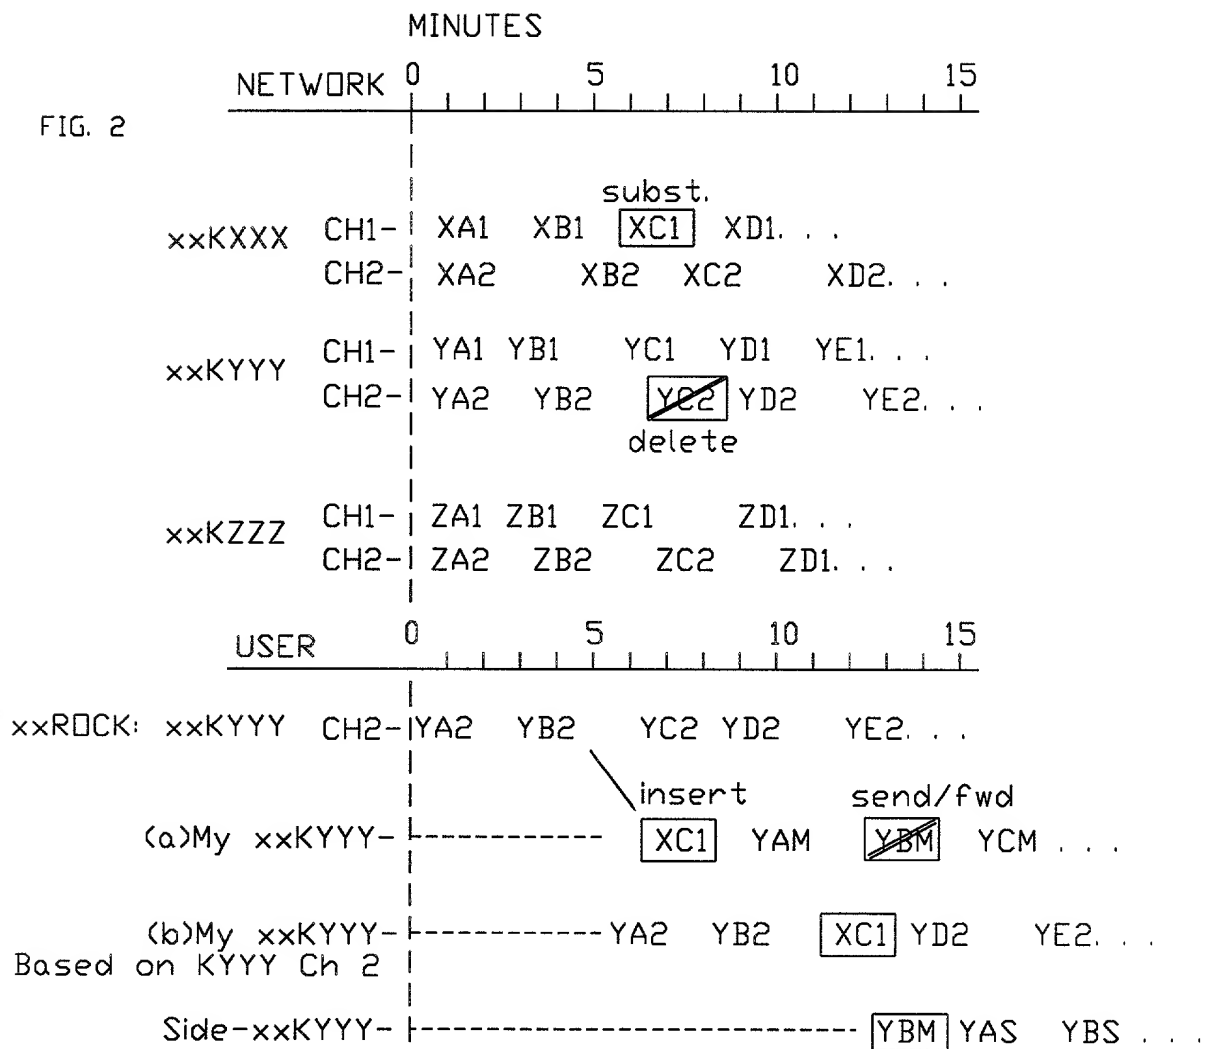 MINUTES
NETWORK 0 5 10 15
FIG. 2
subst.
xxKXXX CH1- XA1 XB1 XC1 XD1. . .
CH2- XA2 XB2 XC2 XD2. . .
xxKYYY CH1- YA1 YB1 YC1 YD1 YE1. . .
CH2- YA2 YB2 YC2 YD2 YE2. . .
delete
xxKZZZ CH1- ZA1 ZB1 ZC1 ZD1. . .
CH2- ZA2 ZB2 ZC2 ZD1. . .
USER 0 5 10 15
xxROCK: xxKYYY CH2- YA2 YB2 YC2 YD2 YE2. . .
insert send/fwd
(a)My xxKYYY- XC1 YAM YBM YCM . . .
(b)My xxKYYY- YA2 YB2 XC1 YD2 YE2. . .
Based on KYYY Ch 2
Side-xxKYYY- YBM YAS YBS . . .